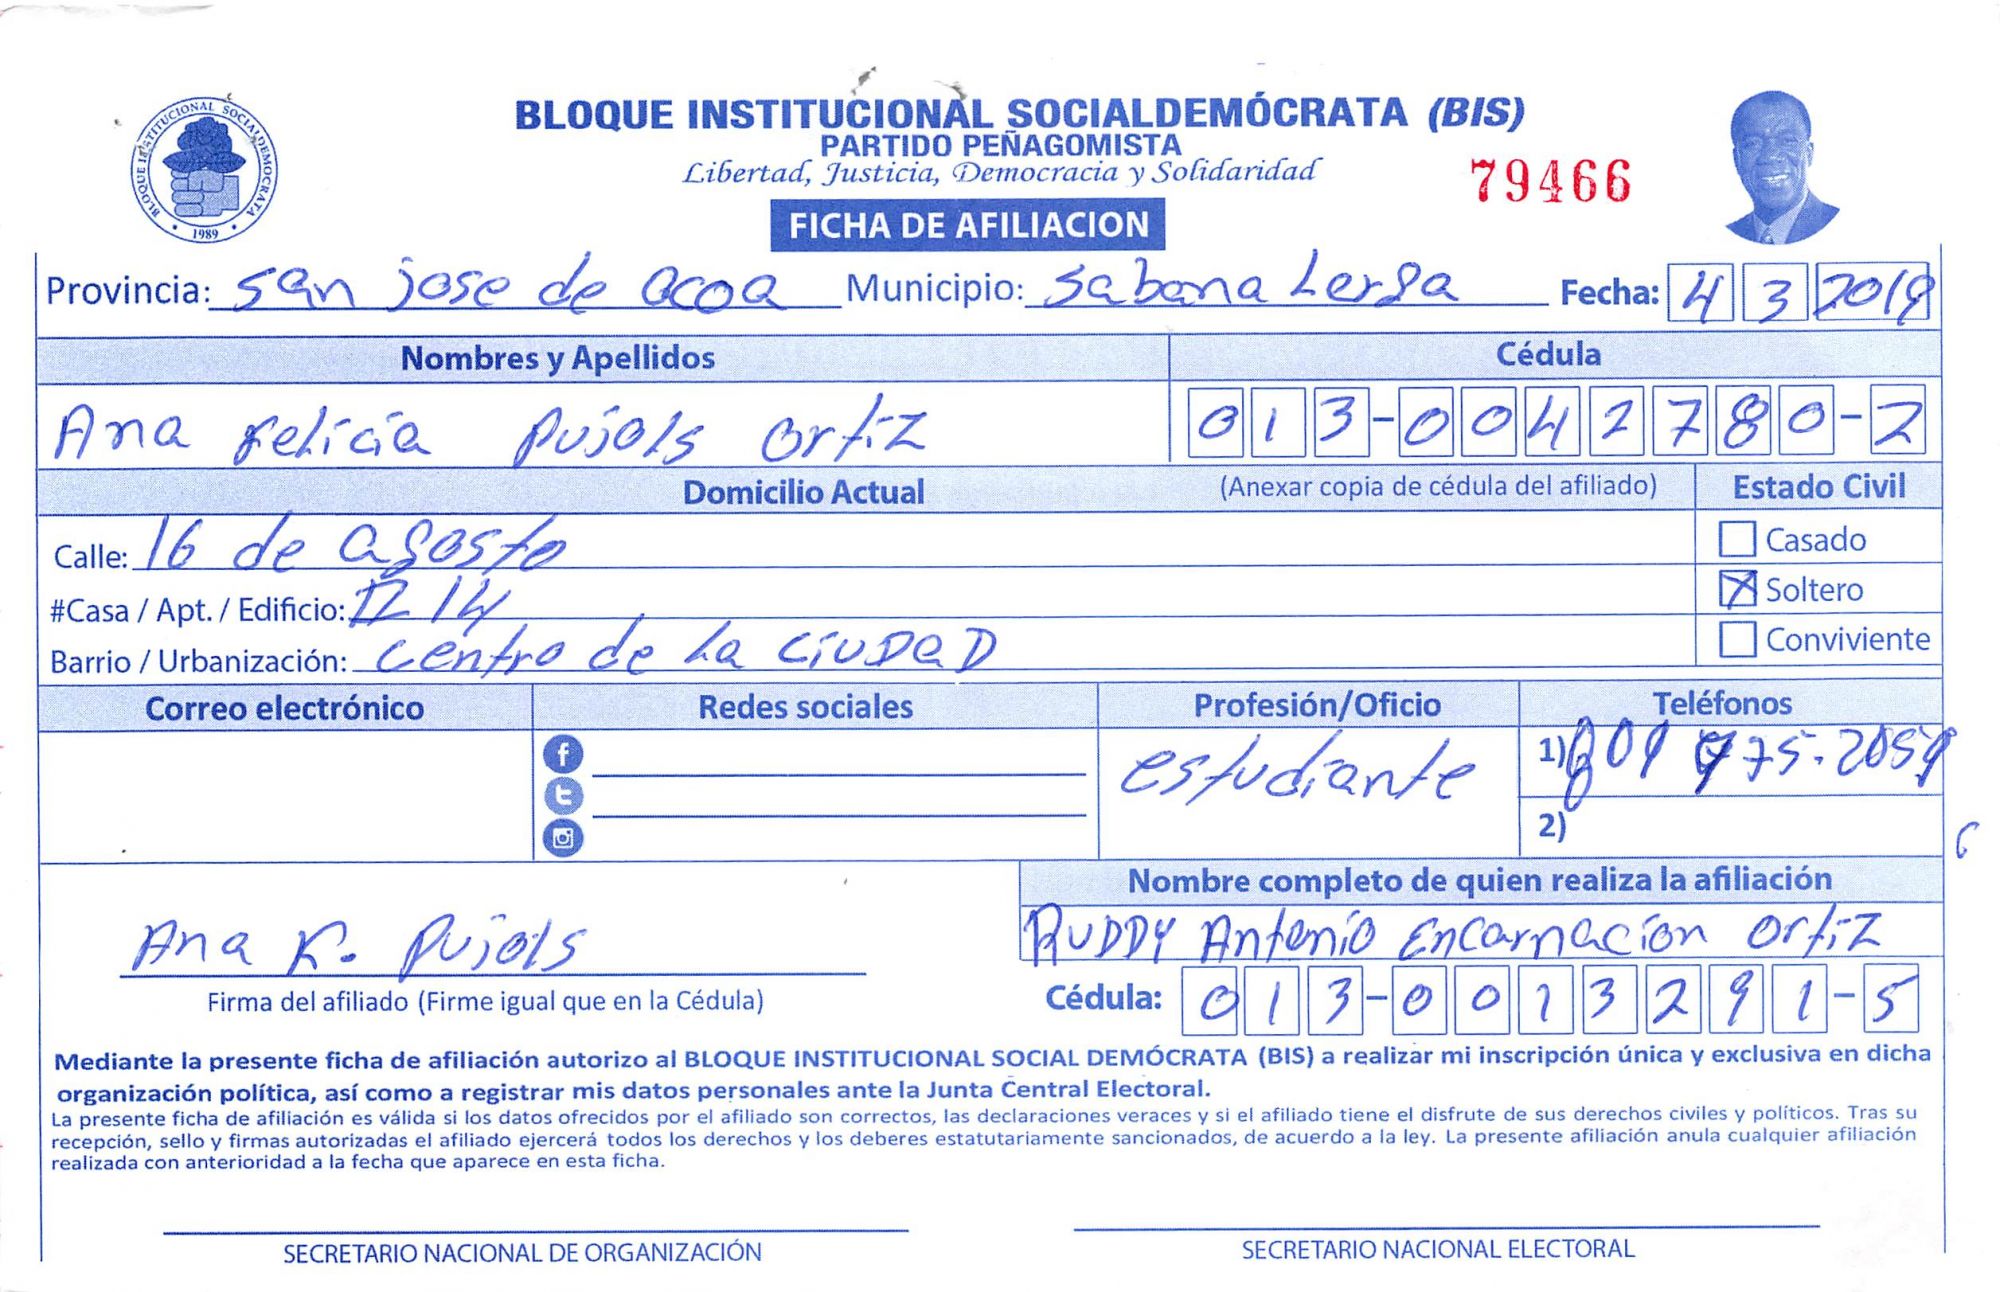 BLOQUE INSTITUCIONAL SOCIALDEMOCRATA
1989
BLOQUE INSTITUCIONAL SOCIALDEMÓCRATA (BIS)
PARTIDO PEÑAGOMISTA
Libertad, Justicia, Democracia y Solidaridad
79466
FICHA DE AFILIACION
Provincia: San jose de ocoa Municipio: Sabana Larga Fecha: 4 3 2019
Nombres y Apellidos Cédula
Ana Felicia Pujols Ortiz 013-0042780-2
Domicilio Actual (Anexar copia de cédula del afiliado) Estado Civil
Calle: 16 de agosto Casado
#Casa / Apt. / Edificio: 14 Soltero
Barrio / Urbanización: Centro de La CiuDaD Conviviente
Correo electrónico Redes sociales Profesión/Oficio Teléfonos
estudiante 1) 809 975-2059
2)
Nombre completo de quien realiza la afiliación
RUDDY Antonio Encarnacion Ortiz
Ana F. Pujols
Firma del afiliado (Firme igual que en la Cédula) Cédula: 013-0013291-5
Mediante la presente ficha de afiliación autorizo al BLOQUE INSTITUCIONAL SOCIAL DEMÓCRATA (BIS) a realizar mi inscripción única y exclusiva en dicha
organización política, así como a registrar mis datos personales ante la Junta Central Electoral.
La presente ficha de afiliación es válida si los datos ofrecidos por el afiliado son correctos, las declaraciones veraces y si el afiliado tiene el disfrute de sus derechos civiles y políticos. Tras su
recepción, sello y firmas autorizadas el afiliado ejercerá todos los derechos y los deberes estatutariamente sancionados, de acuerdo a la ley. La presente afiliación anula cualquier afiliación
realizada con anterioridad a la fecha que aparece en esta ficha.
SECRETARIO NACIONAL DE ORGANIZACIÓN SECRETARIO NACIONAL ELECTORAL